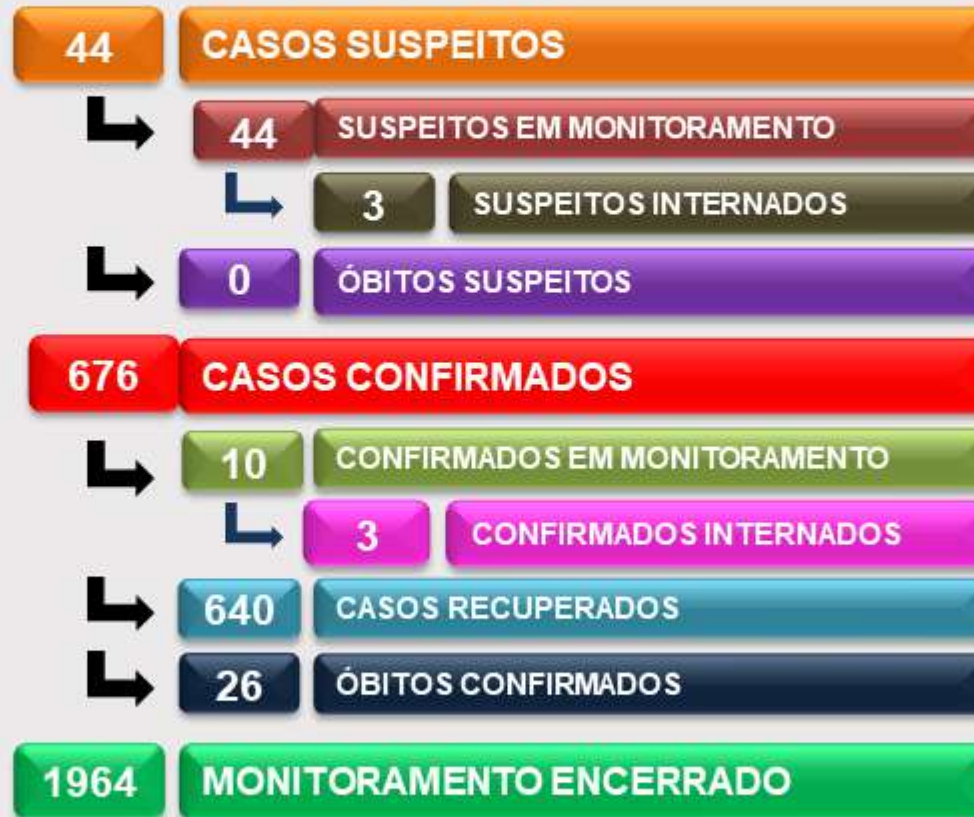 44 CASOS SUSPEITOS
44 SUSPEITOS EM MONITORAMENTO
3 SUSPEITOS INTERNADOS
0 ÓBITOS SUSPEITOS
676 CASOS CONFIRMADOS
10 CONFIRMADOS EM MONITORAMENTO
3 CONFIRMADOS INTERNADOS
640 CASOS RECUPERADOS
26 ÓBITOS CONFIRMADOS
1964 MONITORAMENTO ENCERRADO